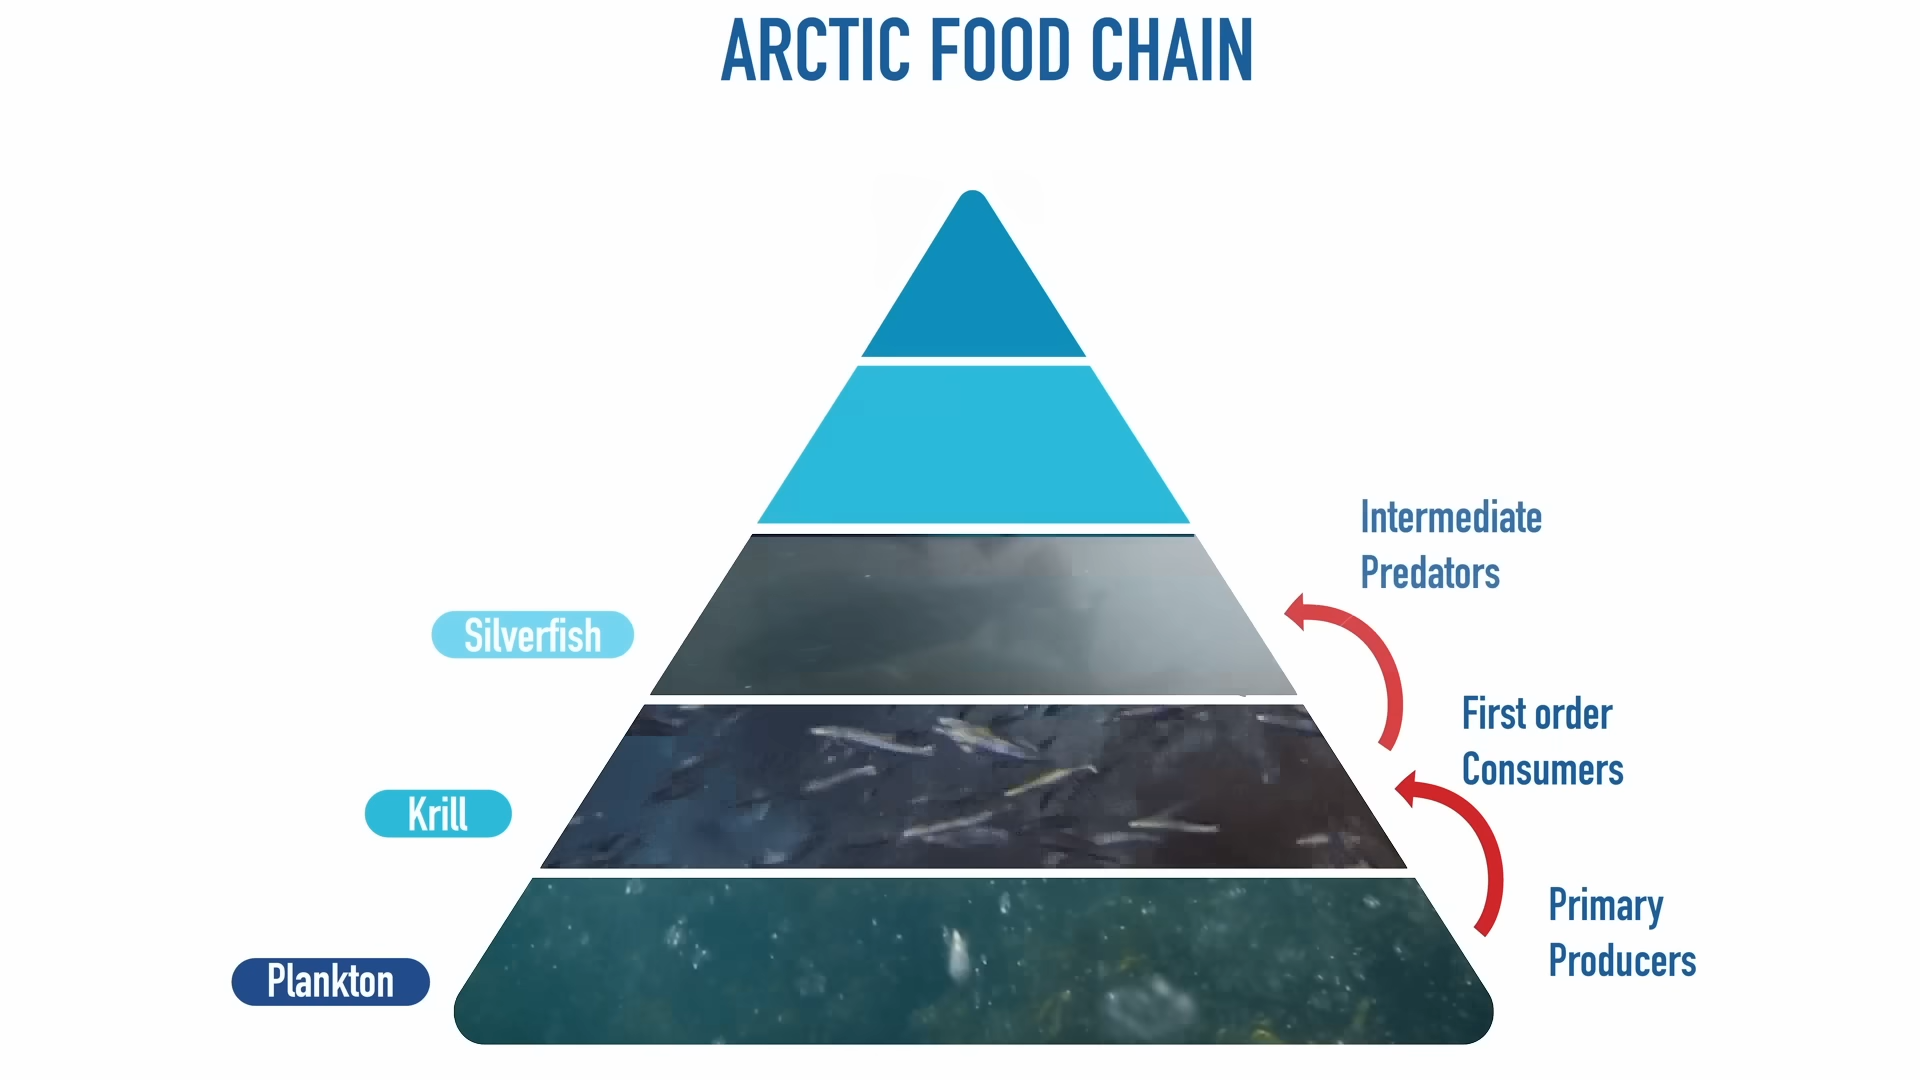 ARCTIC FOOD CHAIN
Intermediate
Predators
Silverfish
First order
Consumers
Krill
Primary
Producers
Plankton